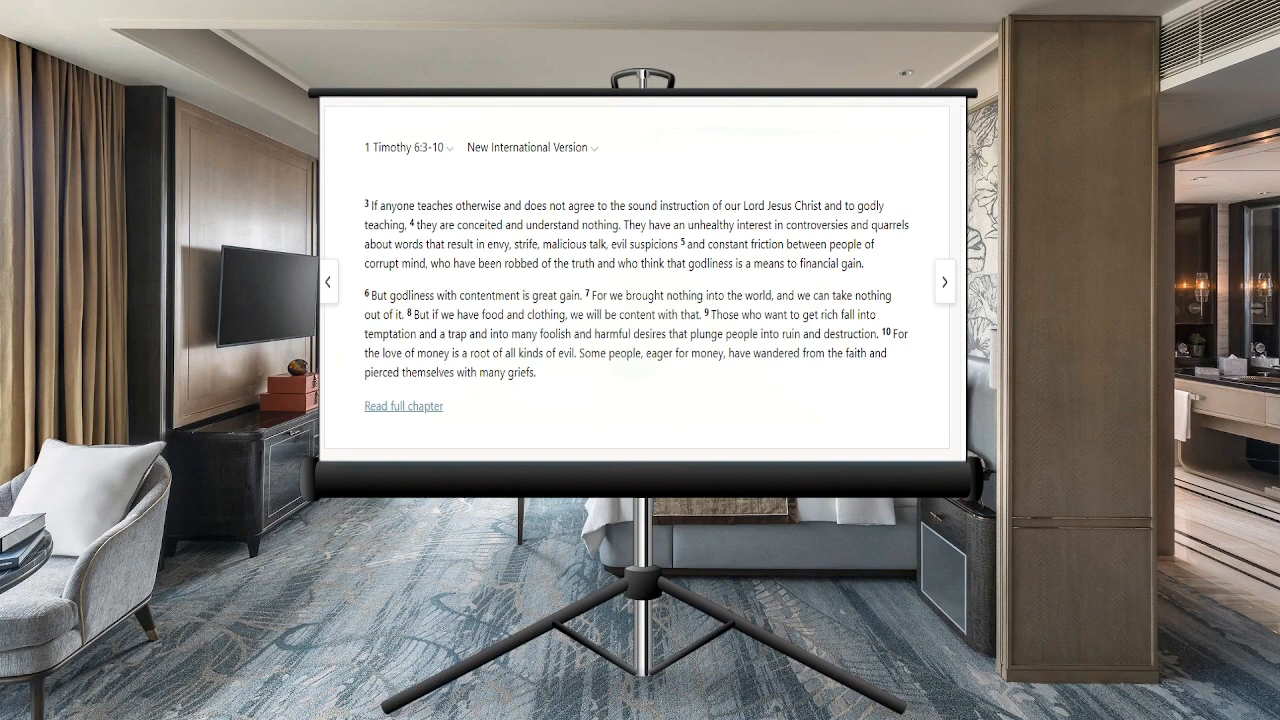 1 Timothy 6:3-10 New International Version
3 If anyone teaches otherwise and does not agree to the sound instruction of our Lord Jesus Christ and to godly
teaching, 4 they are conceited and understand nothing. They have an unhealthy interest in controversies and quarrels
about words that result in envy, strife, malicious talk, evil suspicions 5 and constant friction between people of
corrupt mind, who have been robbed of the truth and who think that godliness is a means to financial gain.
6 But godliness with contentment is great gain. 7 For we brought nothing into the world, and we can take nothing
out of it. 8 But if we have food and clothing, we will be content with that. 9 Those who want to get rich fall into
temptation and a trap and into many foolish and harmful desires that plunge people into ruin and destruction. 10 For
the love of money is a root of all kinds of evil. Some people, eager for money, have wandered from the faith and
pierced themselves with many griefs.
Read full chapter